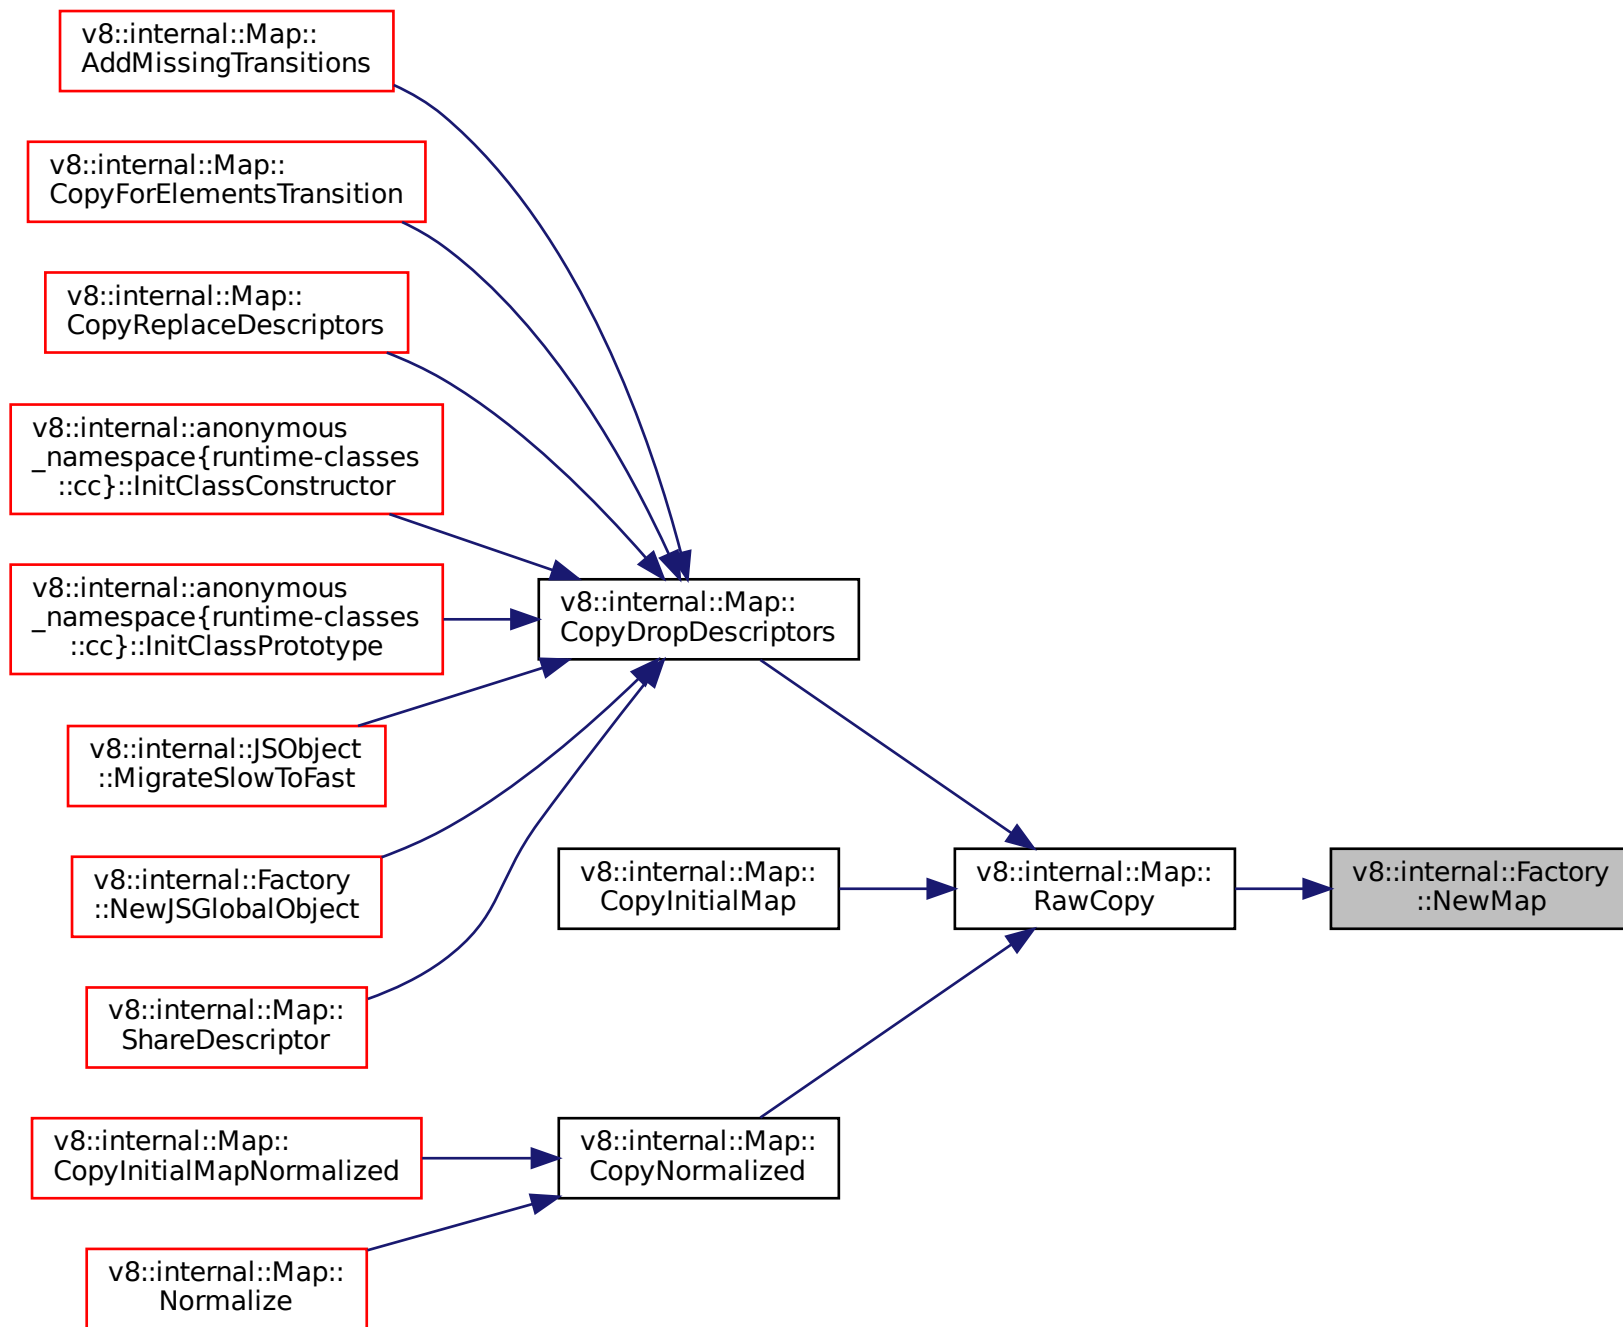 v8::internal::Map::
AddMissingTransitions
v8::internal::Map::
CopyForElementsTransition
v8::internal::Map::
CopyReplaceDescriptors
v8::internal::anonymous
_namespace{runtime-classes
::cc}::InitClassConstructor
v8::internal::anonymous
_namespace{runtime-classes
::cc}::InitClassPrototype
v8::internal::JSObject
::MigrateSlowToFast
v8::internal::Factory
::NewJSGlobalObject
v8::internal::Map::
ShareDescriptor
v8::internal::Map::
CopyInitialMapNormalized
v8::internal::Map::
Normalize
v8::internal::Map::
CopyDropDescriptors
v8::internal::Map::
CopyInitialMap
v8::internal::Map::
CopyNormalized
v8::internal::Map::
RawCopy
v8::internal::Factory
::NewMap